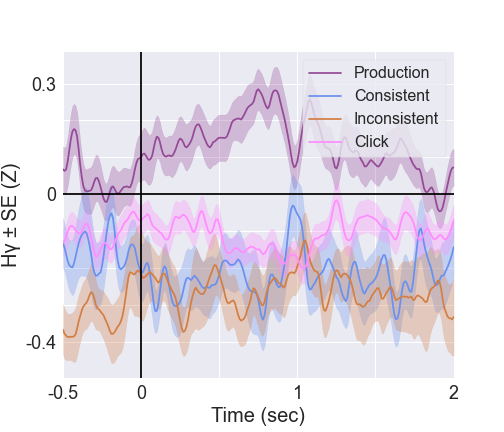 Production
Consistent
Inconsistent
Click
0.3
0
-0.4
Hγ ± SE (Z)
-0.5
0
1
2
Time (sec)